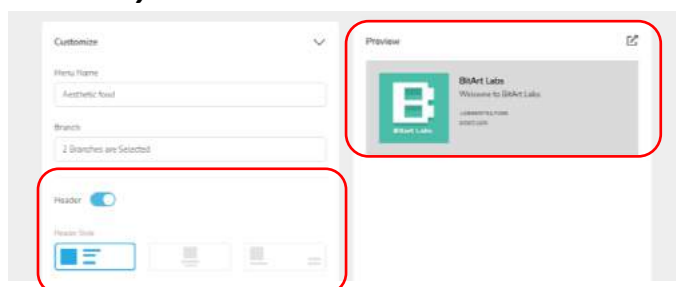 Customize
Menu Name
Aesthetic food
Branch
2 Branches are Selected
Header
Header Style
Preview
BitArt Labs
Welcome to BitArt Labs
BitArt Labs